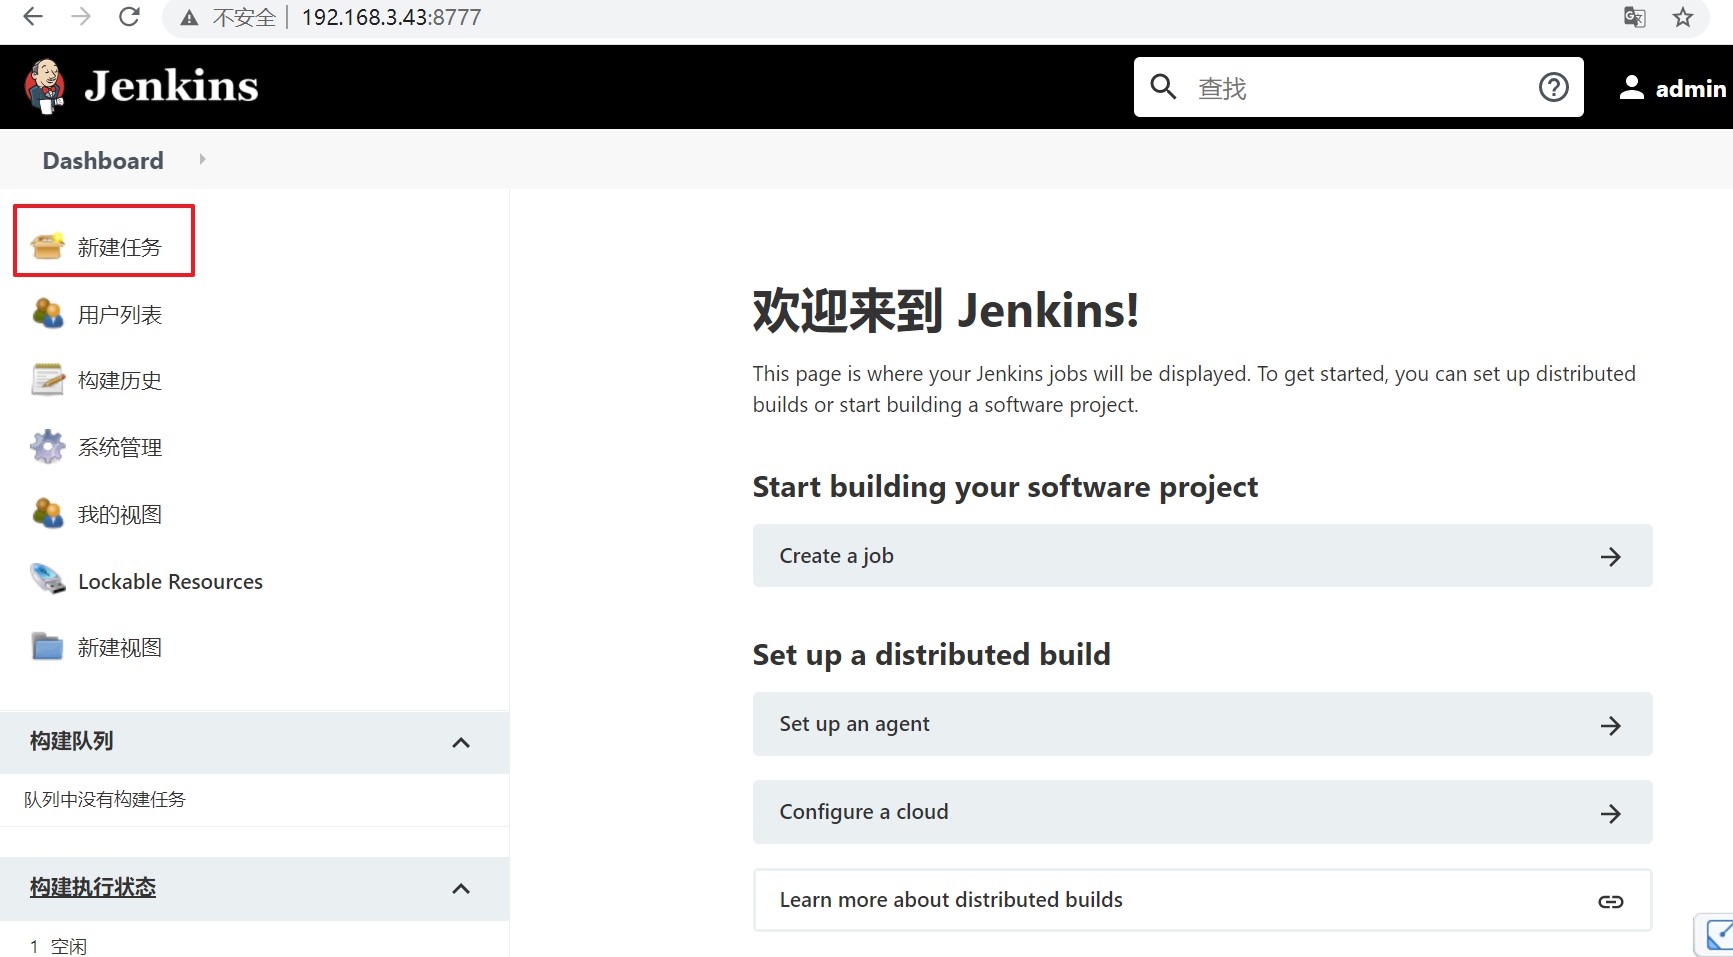 不安全 192.168.3.43:8777
Jenkins
查找
admin
Dashboard
新建任务
用户列表
构建历史
系统管理
我的视图
Lockable Resources
新建视图
构建队列
队列中没有构建任务
构建执行状态
1 空闲
欢迎来到 Jenkins!
This page is where your Jenkins jobs will be displayed. To get started, you can set up distributed
builds or start building a software project.
Start building your software project
Create a job
Set up a distributed build
Set up an agent
Configure a cloud
Learn more about distributed builds